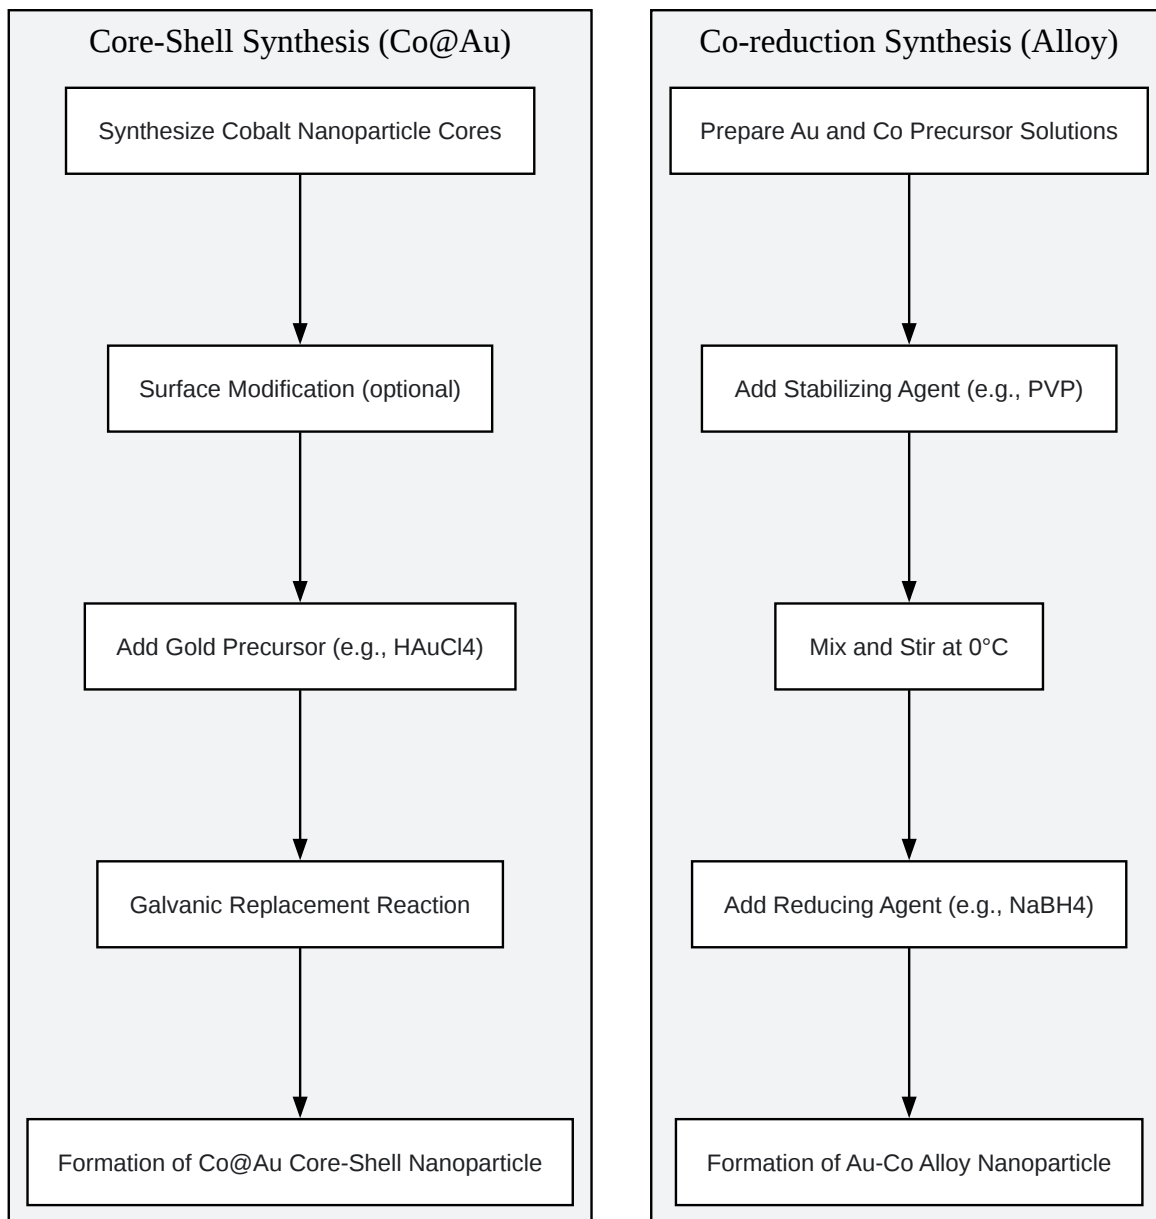 Core-Shell Synthesis (Co@Au)
Synthesize Cobalt Nanoparticle Cores
Surface Modification (optional)
Add Gold Precursor (e.g., HAuCl4)
Galvanic Replacement Reaction
Formation of Co@Au Core-Shell Nanoparticle
Co-reduction Synthesis (Alloy)
Prepare Au and Co Precursor Solutions
Add Stabilizing Agent (e.g., PVP)
Mix and Stir at 0°C
Add Reducing Agent (e.g., NaBH4)
Formation of Au-Co Alloy Nanoparticle